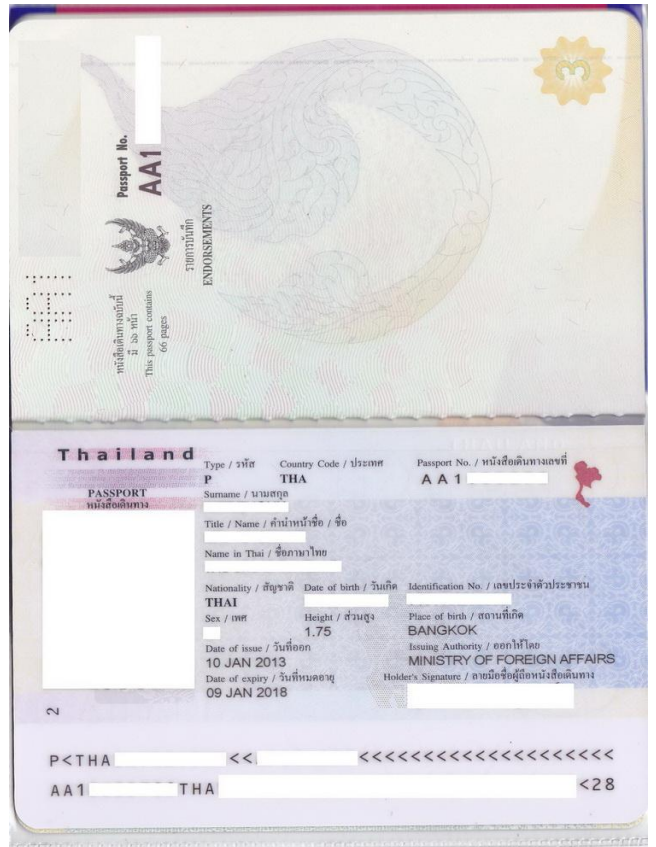 3
Passport No.
AA1
รายการบันทึก
ENDORSEMENTS
หนังสือเดินทางฉบับนี้
มี ๖๖ หน้า
This passport contains
66 pages
AA1
Thailand
PASSPORT
หนังสือเดินทาง
Type / รหัส Country Code / ประเทศ Passport No. / หนังสือเดินทางเลขที่
P THA AA1
Surname / นามสกุล
Title / Name / คำนำหน้าชื่อ / ชื่อ
Name in Thai / ชื่อภาษาไทย
Nationality / สัญชาติ Date of birth / วันเกิด Identification No. / เลขประจำตัวประชาชน
THAI
Sex / เพศ Height / ส่วนสูง Place of birth / สถานที่เกิด
1.75 BANGKOK
Date of issue / วันที่ออก Issuing Authority / ออกให้โดย
10 JAN 2013 MINISTRY OF FOREIGN AFFAIRS
Date of expiry / วันที่หมดอายุ Holder's Signature / ลายมือชื่อผู้ถือหนังสือเดินทาง
09 JAN 2018
2
P<THA << <<<<<<<<<<<<<<<<<<<<<
AA1 THA <28